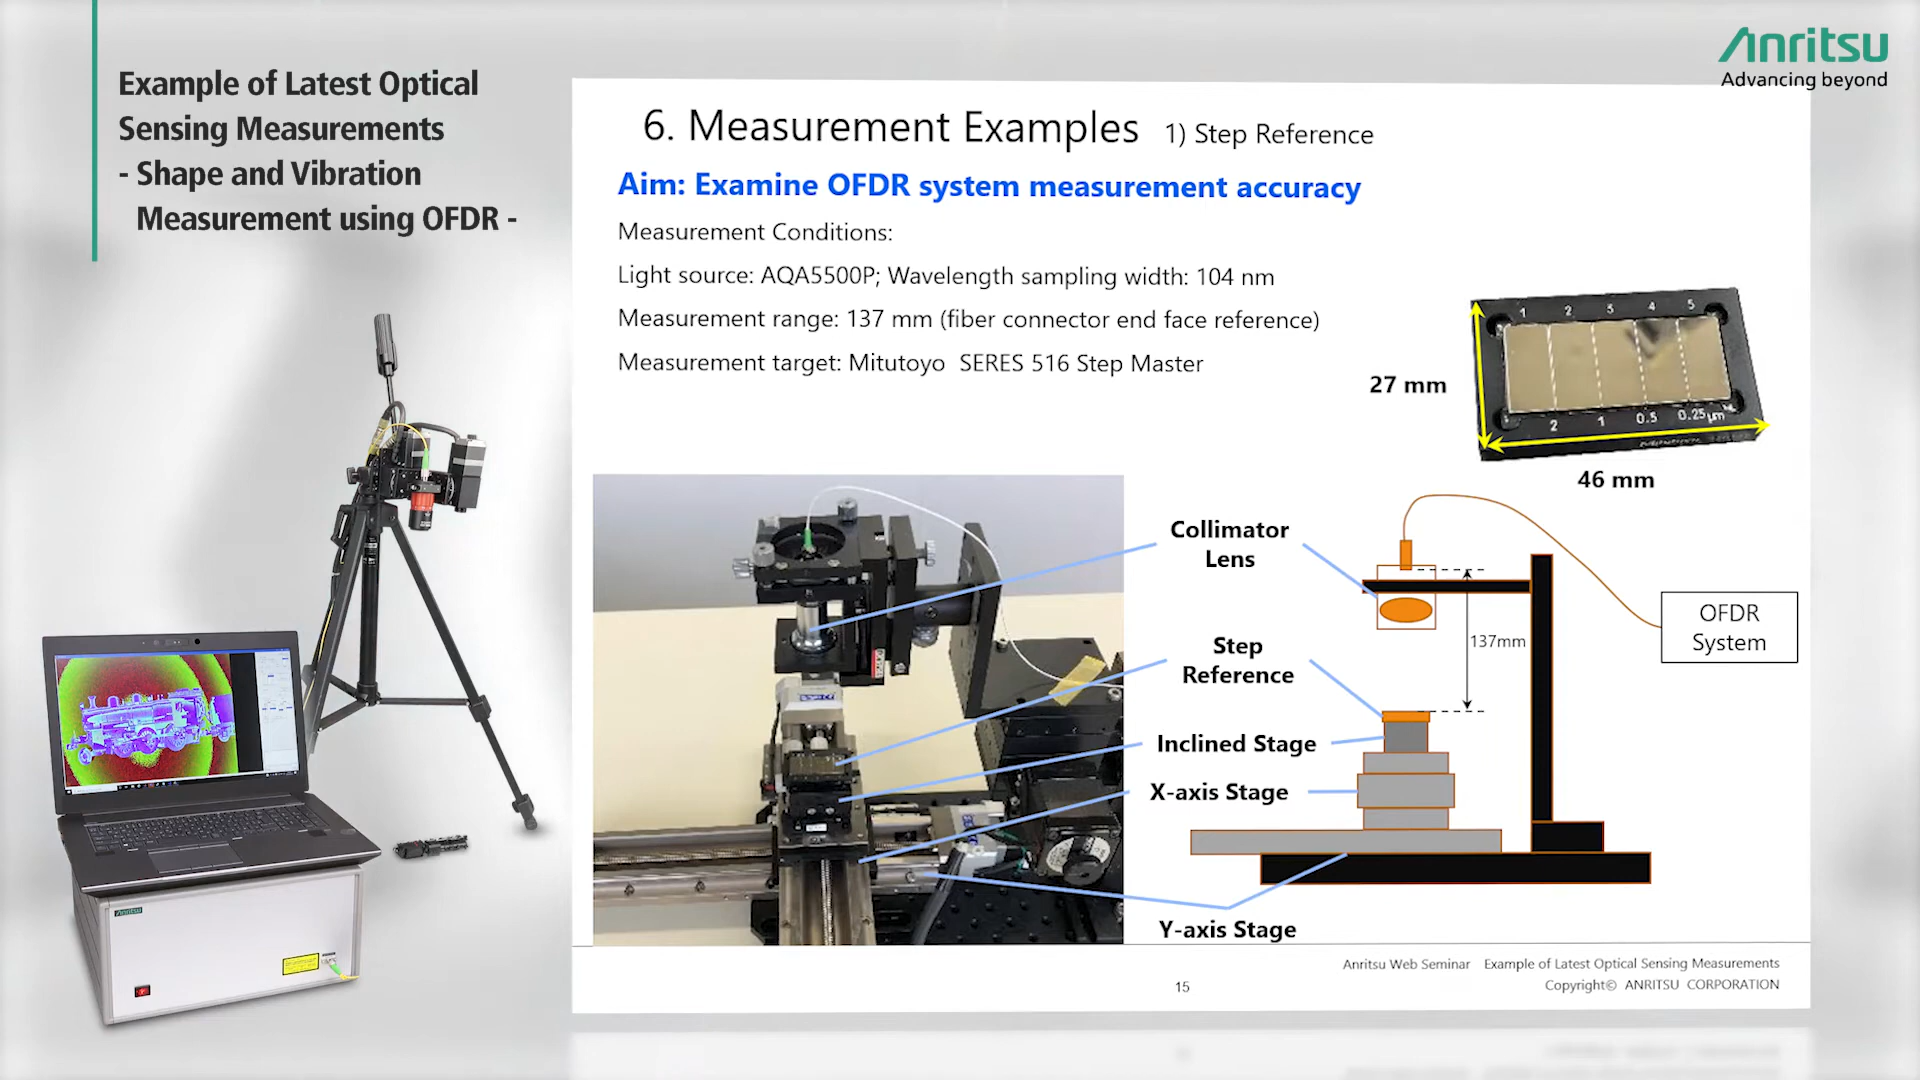 Example of Latest Optical
Sensing Measurements
- Shape and Vibration
Measurement using OFDR -
Anritsu
Advancing beyond
6. Measurement Examples 1) Step Reference
Aim: Examine OFDR system measurement accuracy
Measurement Conditions:
Light source: AQA5500P; Wavelength sampling width: 104 nm
Measurement range: 137 mm (fiber connector end face reference)
Measurement target: Mitutoyo SERES 516 Step Master
1 2 3 4 5
2 1 0.5 0.25 μm
27 mm
46 mm
Collimator
Lens
Step
Reference
Inclined Stage
X-axis Stage
Y-axis Stage
137mm
OFDR
System
Anritsu
Anritsu Web Seminar Example of Latest Optical Sensing Measurements
Copyright© ANRITSU CORPORATION
15